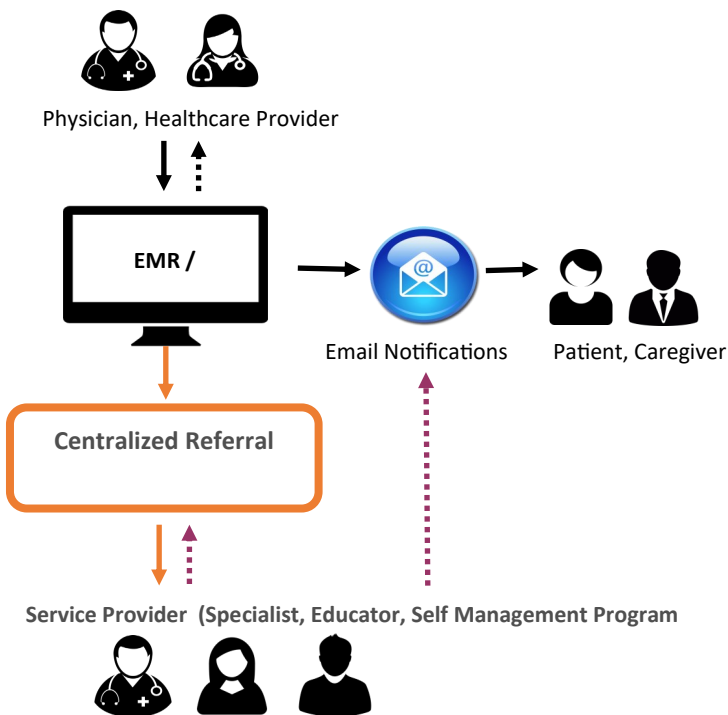 Physician, Healthcare Provider
EMR /
@
Email Notifications
Patient, Caregiver
Centralized Referral
Service Provider (Specialist, Educator, Self Management Program